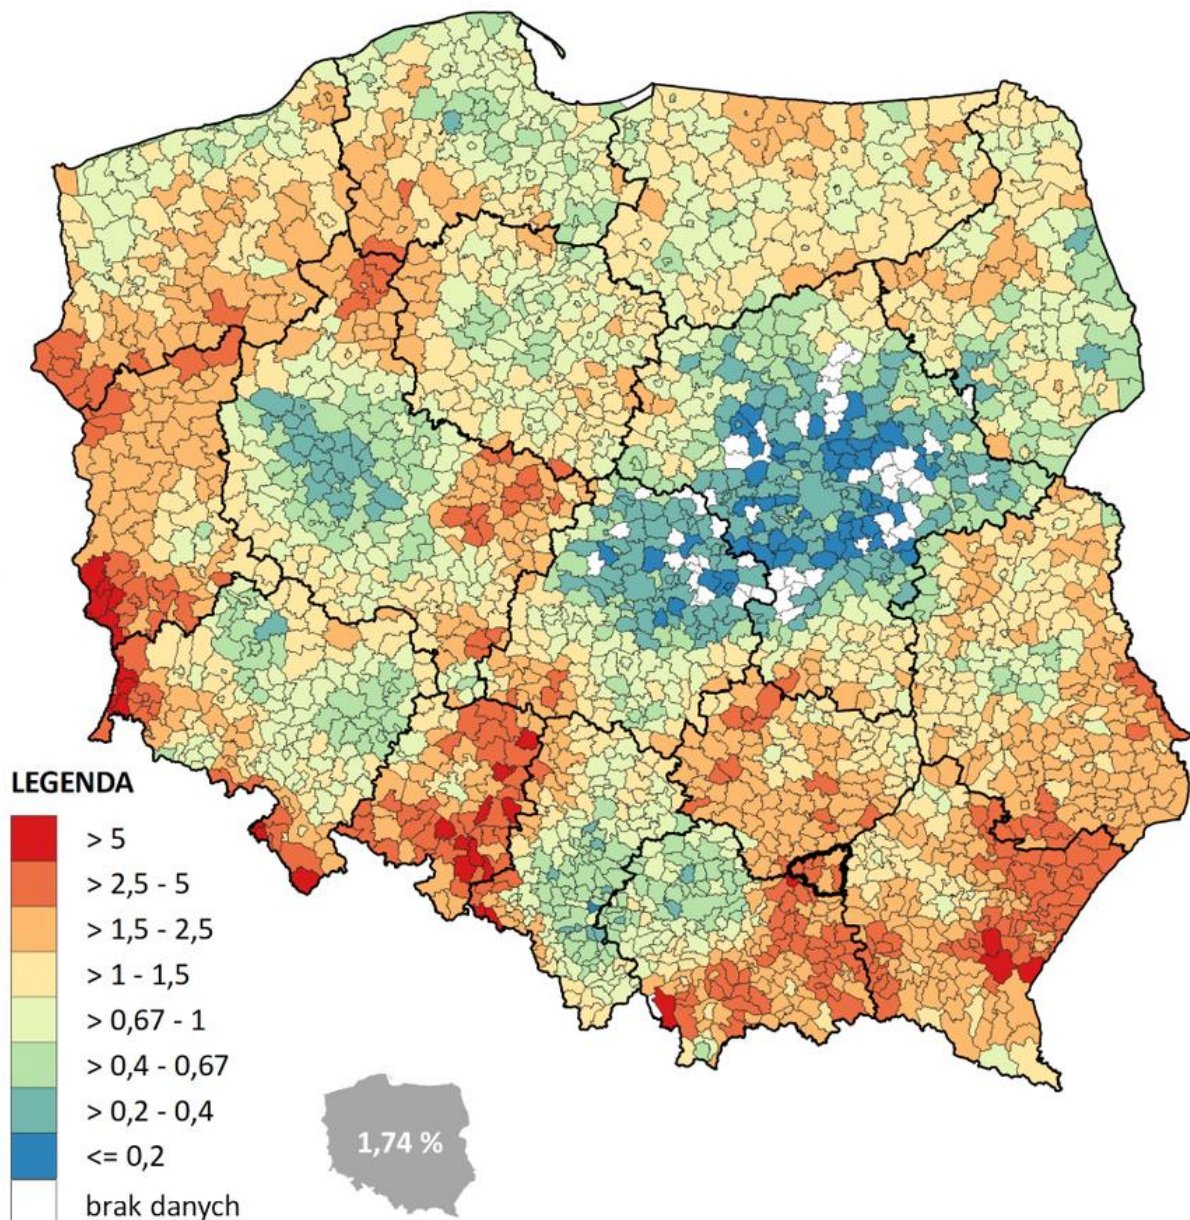 LEGENDA
> 5
> 2,5 - 5
> 1,5 - 2,5
> 1 - 1,5
> 0,67 - 1
> 0,4 - 0,67
> 0,2 - 0,4
<= 0,2
brak danych
1,74 %